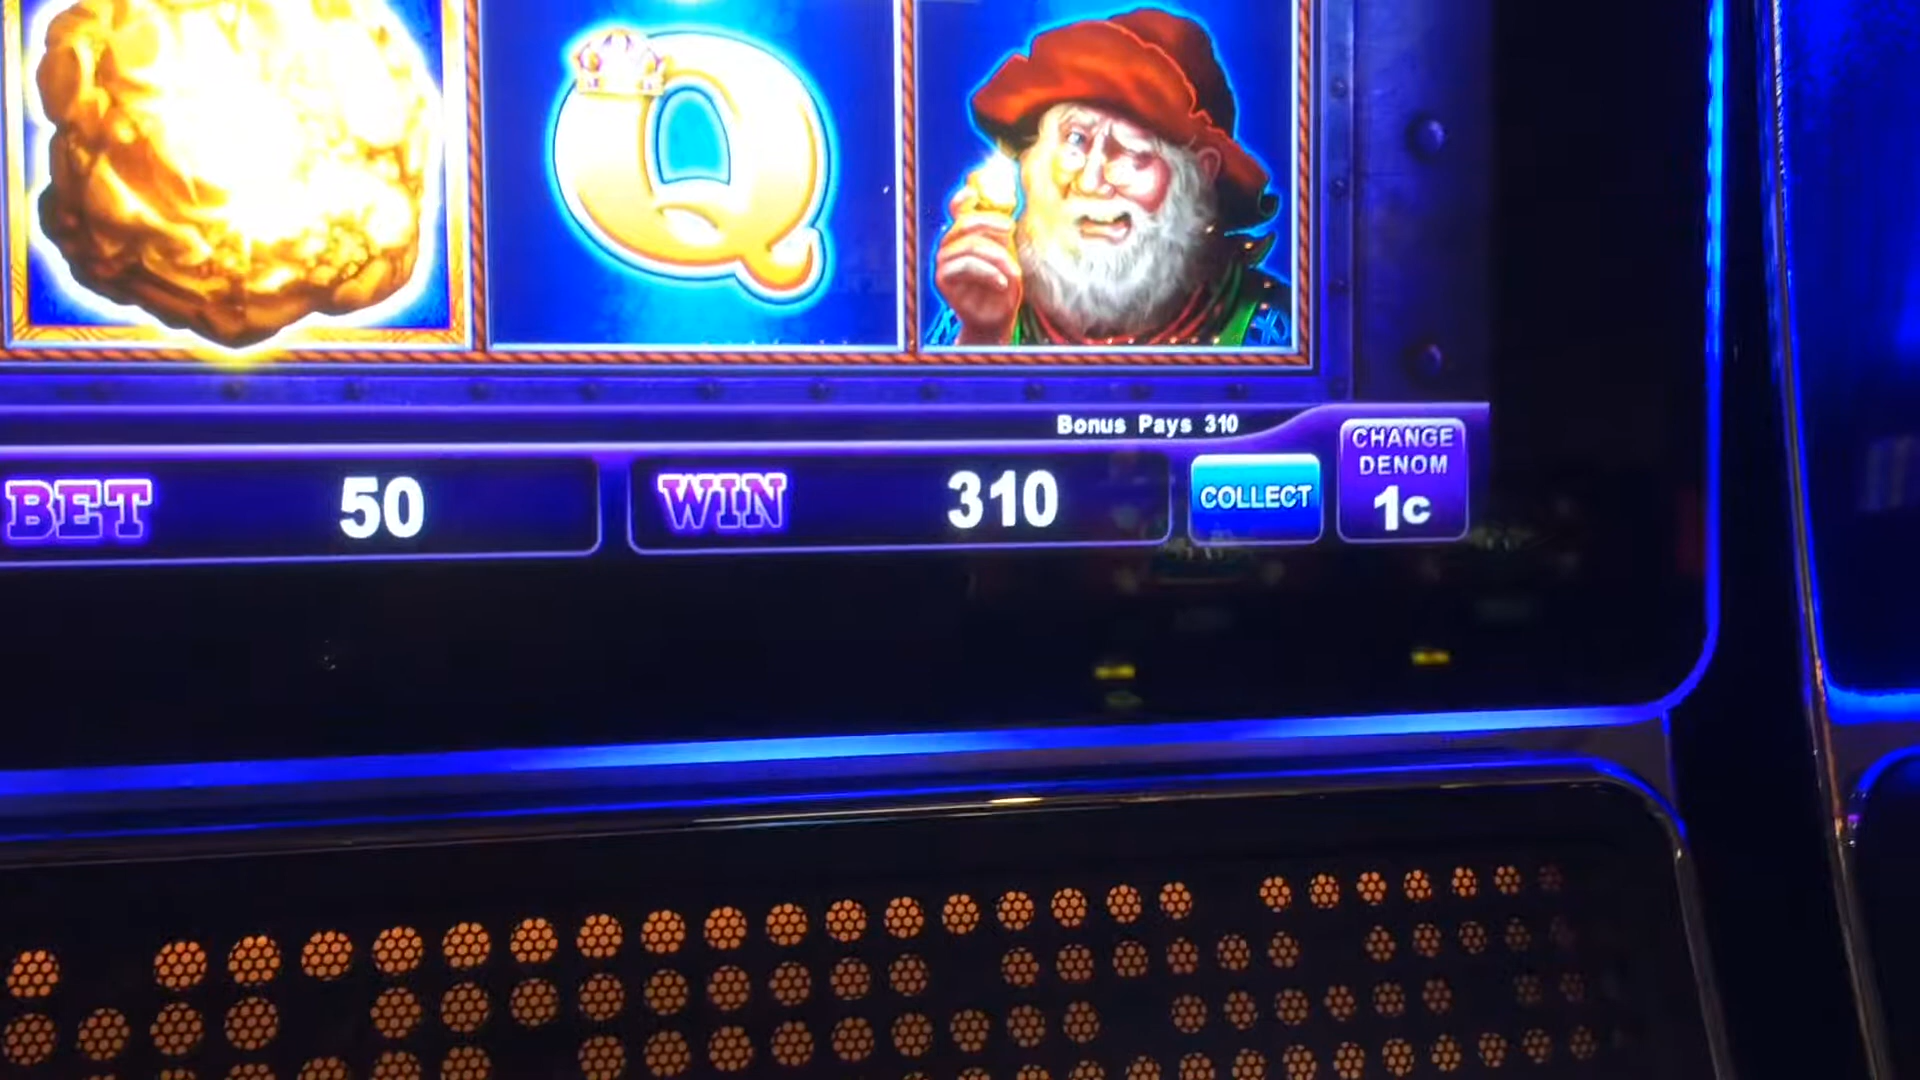 Q
Bonus Pays 310
BET 50
WIN 310
COLLECT
CHANGE
DENOM
1c